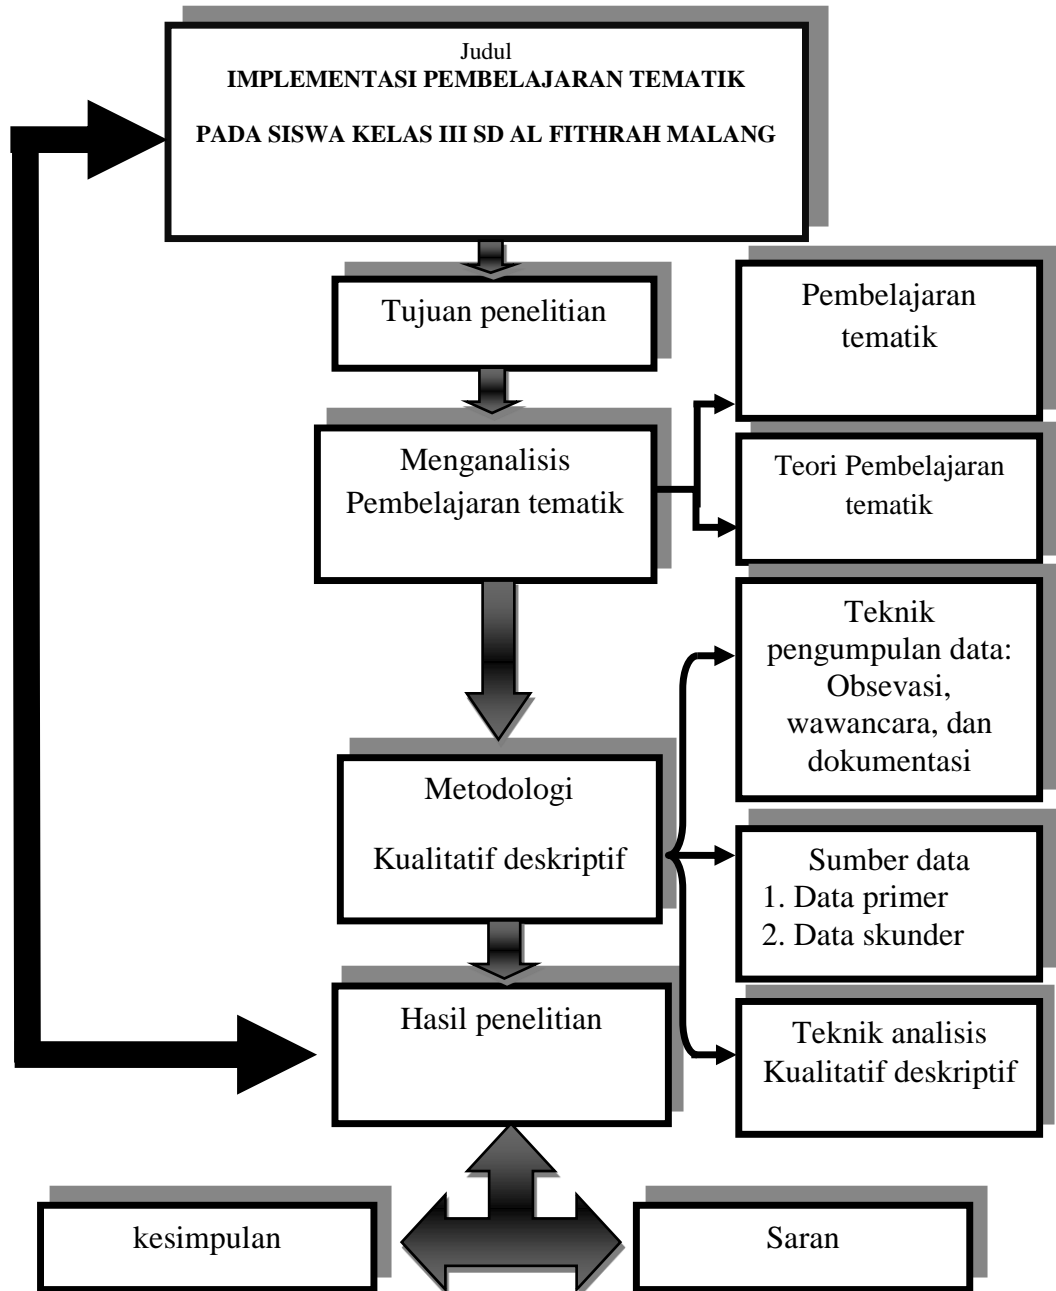 Judul
IMPLEMENTASI PEMBELAJARAN TEMATIK
PADA SISWA KELAS III SD AL FITHRAH MALANG
Tujuan penelitian
Menganalisis
Pembelajaran tematik
Pembelajaran
tematik
Teori Pembelajaran
tematik
Metodologi
Kualitatif deskriptif
Teknik
pengumpulan data:
Obsevasi,
wawancara, dan
dokumentasi
Sumber data
1. Data primer
2. Data skunder
Teknik analisis
Kualitatif deskriptif
Hasil penelitian
kesimpulan
Saran